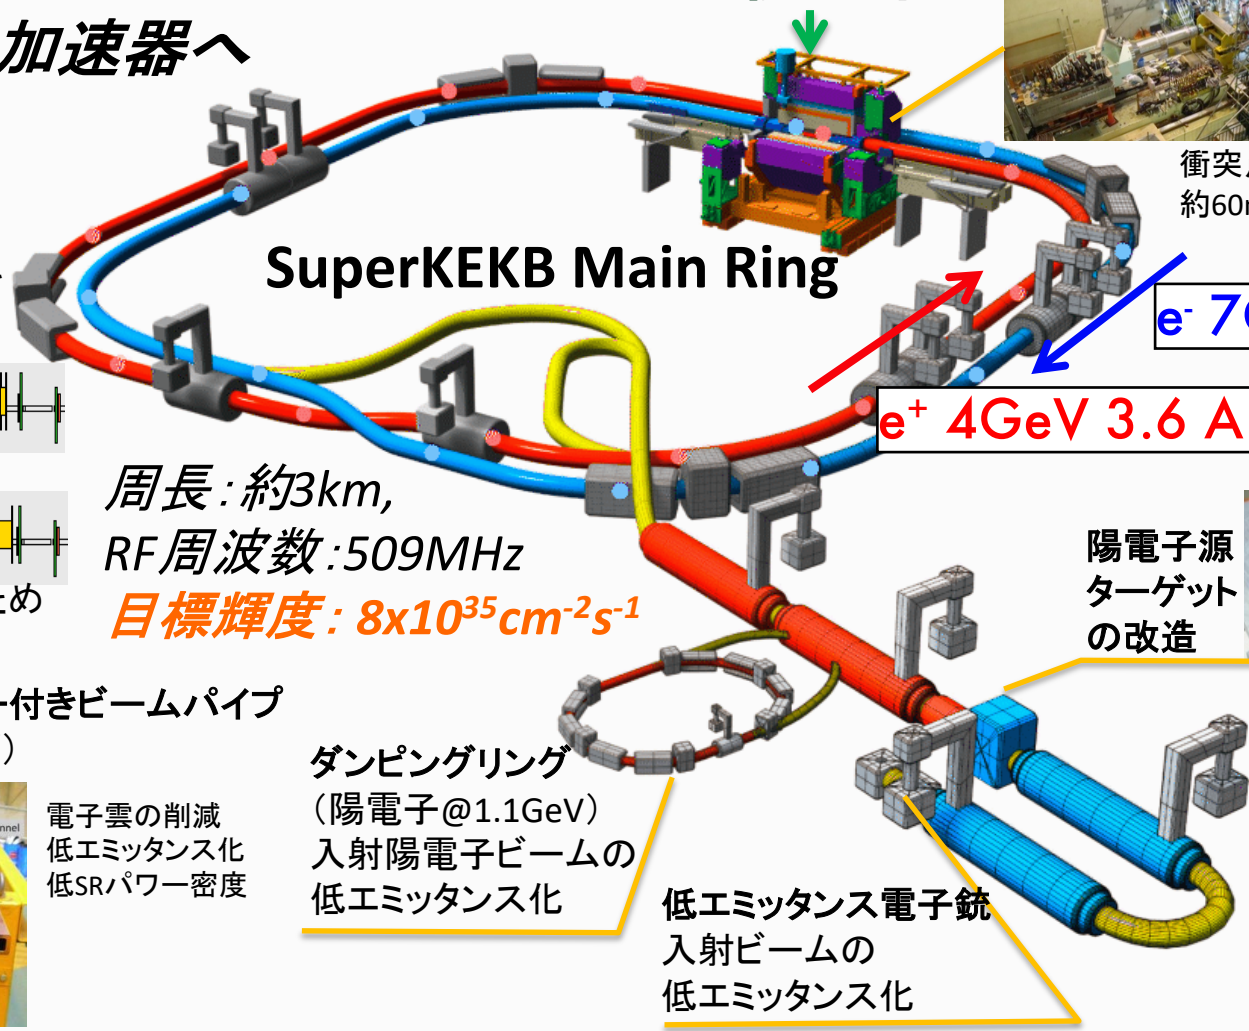 加速器へ
衝突
約60
SuperKEKB Main Ring
e⁻ 7
e⁺ 4GeV 3.6 A
周長：約3km,
RF周波数：509MHz
目標輝度：8x10³⁵cm⁻²s⁻¹
陽電子源
ターゲット
の改造
ため
ー付きビームパイプ
）
電子雲の削減
低エミッタンス化
低SRパワー密度
nnel
ダンピングリング
（陽電子@1.1GeV）
入射陽電子ビームの
低エミッタンス化
低エミッタンス電子銃
入射ビームの
低エミッタンス化